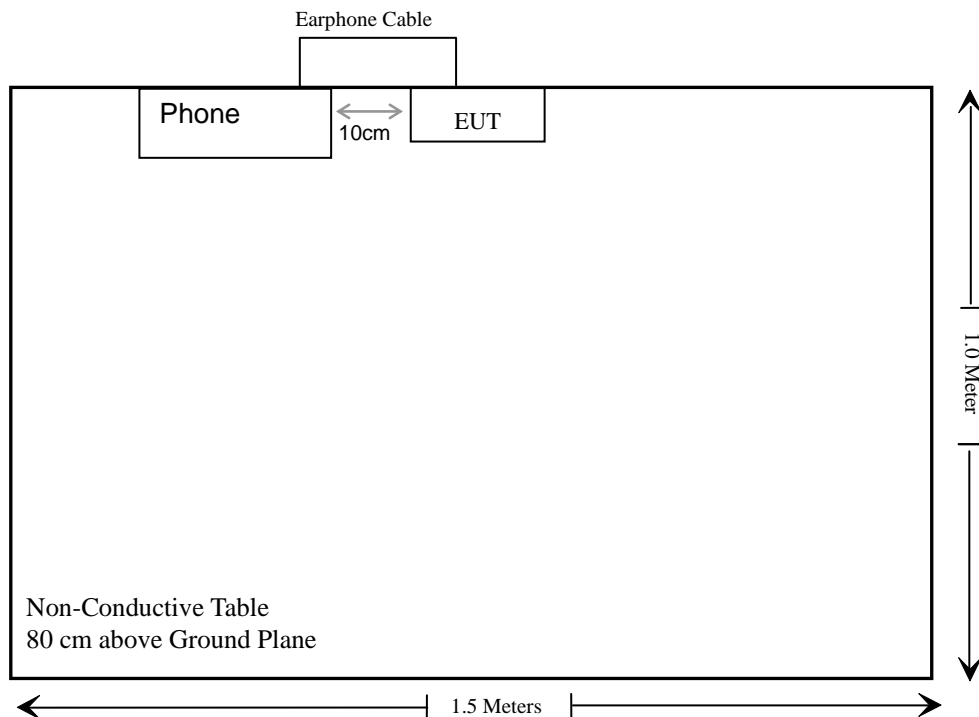 Earphone Cable
Phone
10cm
EUT
1.0 Meter
Non-Conductive Table
80 cm above Ground Plane
1.5 Meters